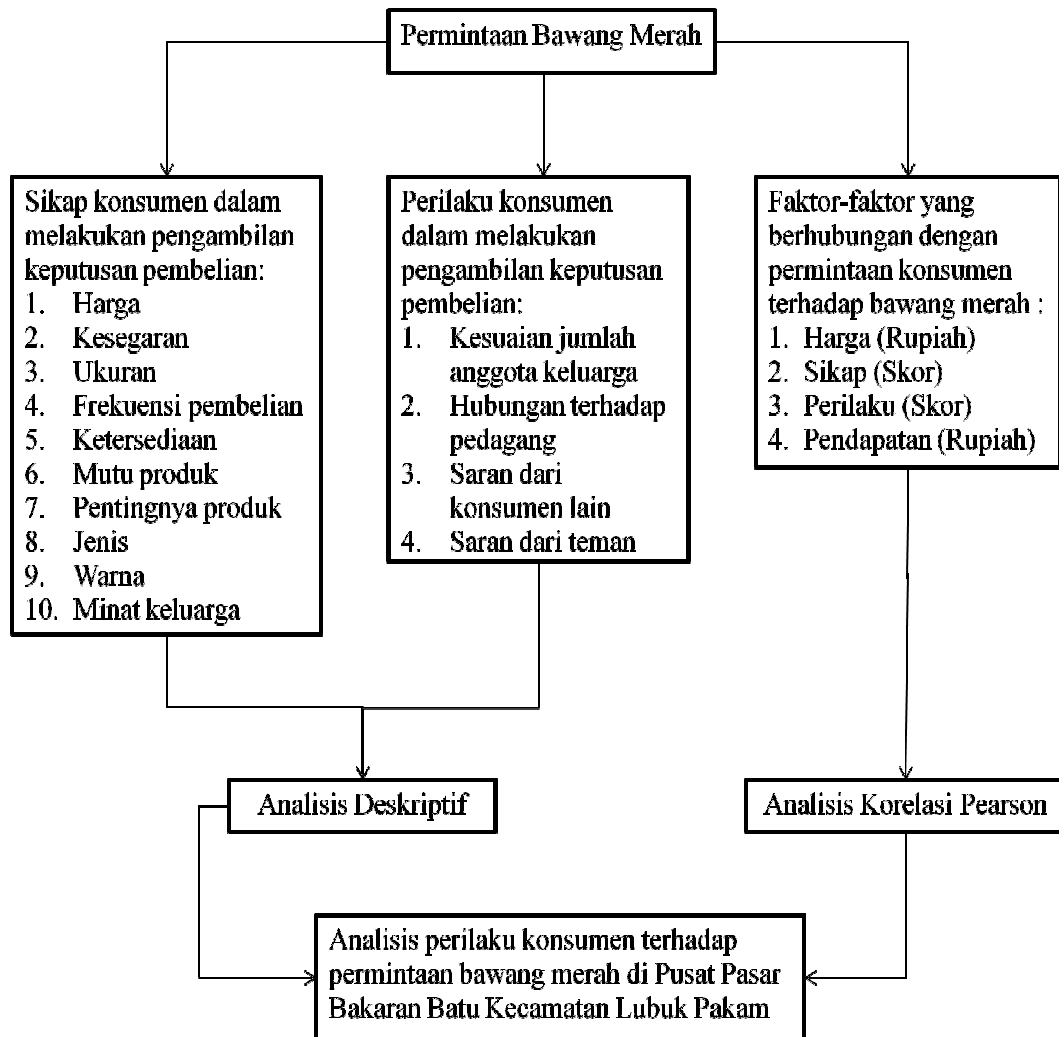 Permintaan Bawang Merah
Sikap konsumen dalam
melakukan pengambilan
keputusan pembelian:
1. Harga
2. Kesegaran
3. Ukuran
4. Frekuensi pembelian
5. Ketersediaan
6. Mutu produk
7. Pentingnya produk
8. Jenis
9. Warna
10. Minat keluarga
Perilaku konsumen
dalam melakukan
pengambilan keputusan
pembelian:
1. Kesuaian jumlah
anggota keluarga
2. Hubungan terhadap
pedagang
3. Saran dari
konsumen lain
4. Saran dari teman
Faktor-faktor yang
berhubungan dengan
permintaan konsumen
terhadap bawang merah :
1. Harga (Rupiah)
2. Sikap (Skor)
3. Perilaku (Skor)
4. Pendapatan (Rupiah)
Analisis Deskriptif
Analisis Korelasi Pearson
Analisis perilaku konsumen terhadap
permintaan bawang merah di Pusat Pasar
Bakaran Batu Kecamatan Lubuk Pakam